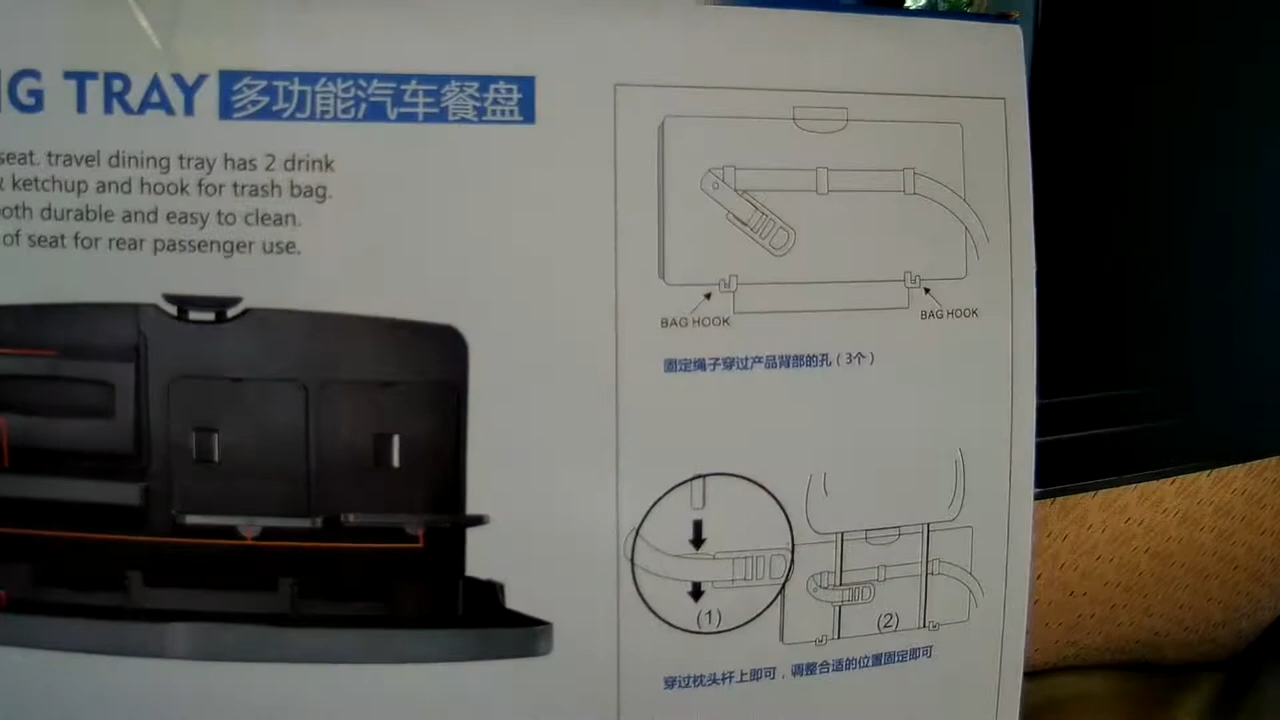 G TRAY 多功能汽车餐盘
seat. travel dining tray has 2 drink
& ketchup and hook for trash bag.
oth durable and easy to clean.
of seat for rear passenger use.
BAG HOOK
BAG HOOK
固定绳子穿过产品背部的孔（3个）
(1)
(2)
穿过枕头杆上即可，调整合适的位置固定即可